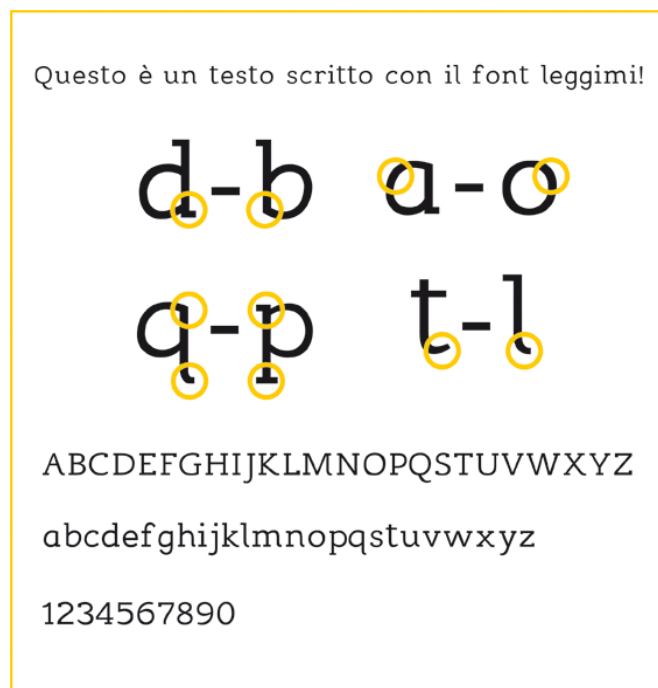 Questo è un testo scritto con il font leggimi!
d-b a-o
q-p t-l
ABCDEFGHIJKLMNOPQSTUVWXYZ
abcdefghijklmnopqstuvwxyz
1234567890